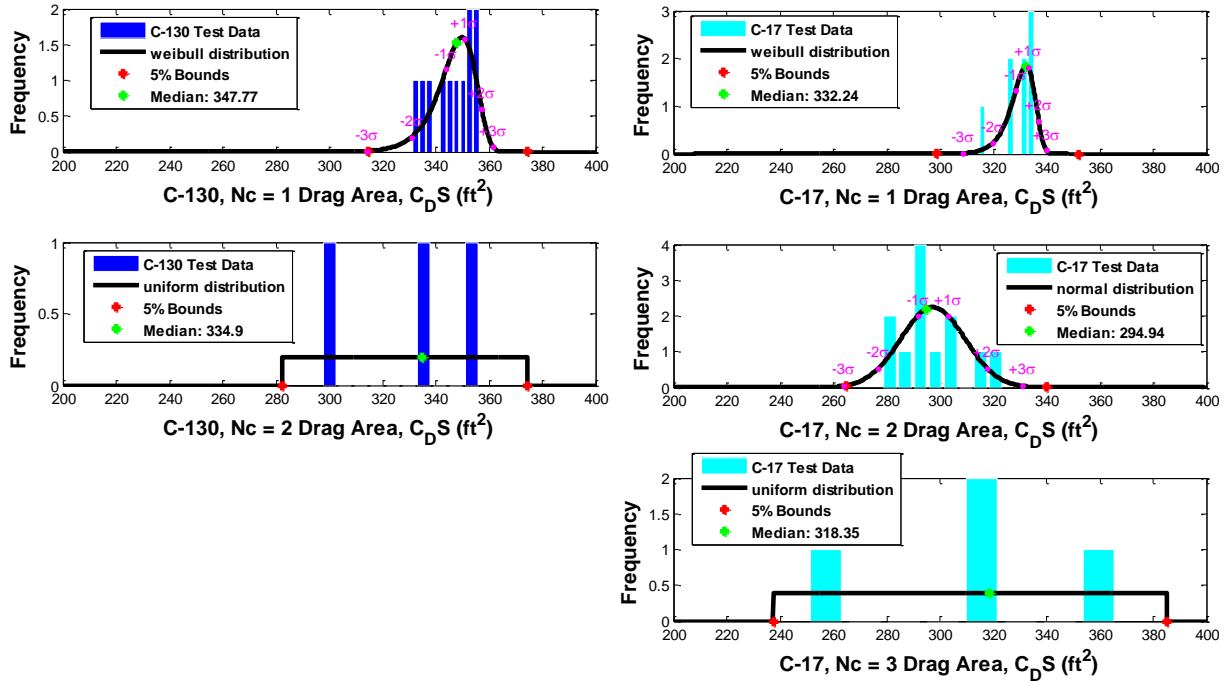 Frequency
2
1.5
1
0.5
0
C-130 Test Data
weibull distribution
5% Bounds
Median: 347.77
-3σ
-2σ
-1σ
+1σ
+2σ
+3σ
200 220 240 260 280 300 320 340 360 380 400
C-130, Nc = 1 Drag Area, C_DS (ft²)
Frequency
3
2
1
0
C-17 Test Data
weibull distribution
5% Bounds
Median: 332.24
-3σ
-2σ
-1σ
+1σ
+2σ
+3σ
200 220 240 260 280 300 320 340 360 380 400
C-17, Nc = 1 Drag Area, C_DS (ft²)
Frequency
1
0.5
0
C-130 Test Data
uniform distribution
5% Bounds
Median: 334.9
200 220 240 260 280 300 320 340 360 380 400
C-130, Nc = 2 Drag Area, C_DS (ft²)
Frequency
4
3
2
1
0
C-17 Test Data
normal distribution
5% Bounds
Median: 294.94
-3σ
-2σ
-1σ
+1σ
+2σ
+3σ
200 220 240 260 280 300 320 340 360 380 400
C-17, Nc = 2 Drag Area, C_DS (ft²)
Frequency
2
1.5
1
0.5
0
C-17 Test Data
uniform distribution
5% Bounds
Median: 318.35
200 220 240 260 280 300 320 340 360 380 400
C-17, Nc = 3 Drag Area, C_DS (ft²)